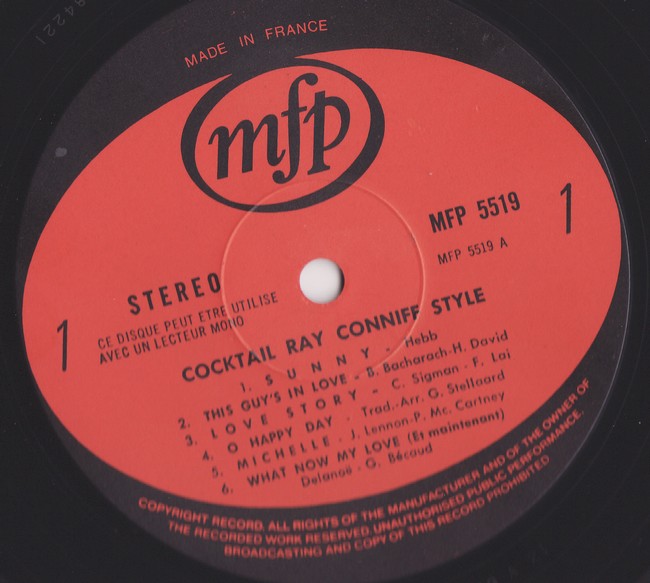 MADE IN FRANCE
mfp
MFP 5519
MFP 5519 A
1
STEREO
CE DISQUE PEUT ETRE UTILISE
AVEC UN LECTEUR MONO
1
COCKTAIL RAY CONNIFF STYLE
1. SUNNY - Hebb
2. THIS GUY'S IN LOVE - B. Bacharach-H. David
3. LOVE STORY - C. Sigman - F. Lai
4. O HAPPY DAY - Trad.-Arr. G. Stellaard
5. MICHELLE - J. Lennon-P. Mc. Cartney
6. WHAT NOW MY LOVE (Et maintenant)
Delanoë - G. Bécaud
COPYRIGHT RECORD. ALL RIGHTS OF THE MANUFACTURER AND OF THE OWNER OF
THE RECORDED WORK RESERVED. UNAUTHORISED PUBLIC PERFORMANCE.
BROADCASTING AND COPY OF THIS RECORD PROHIBITED